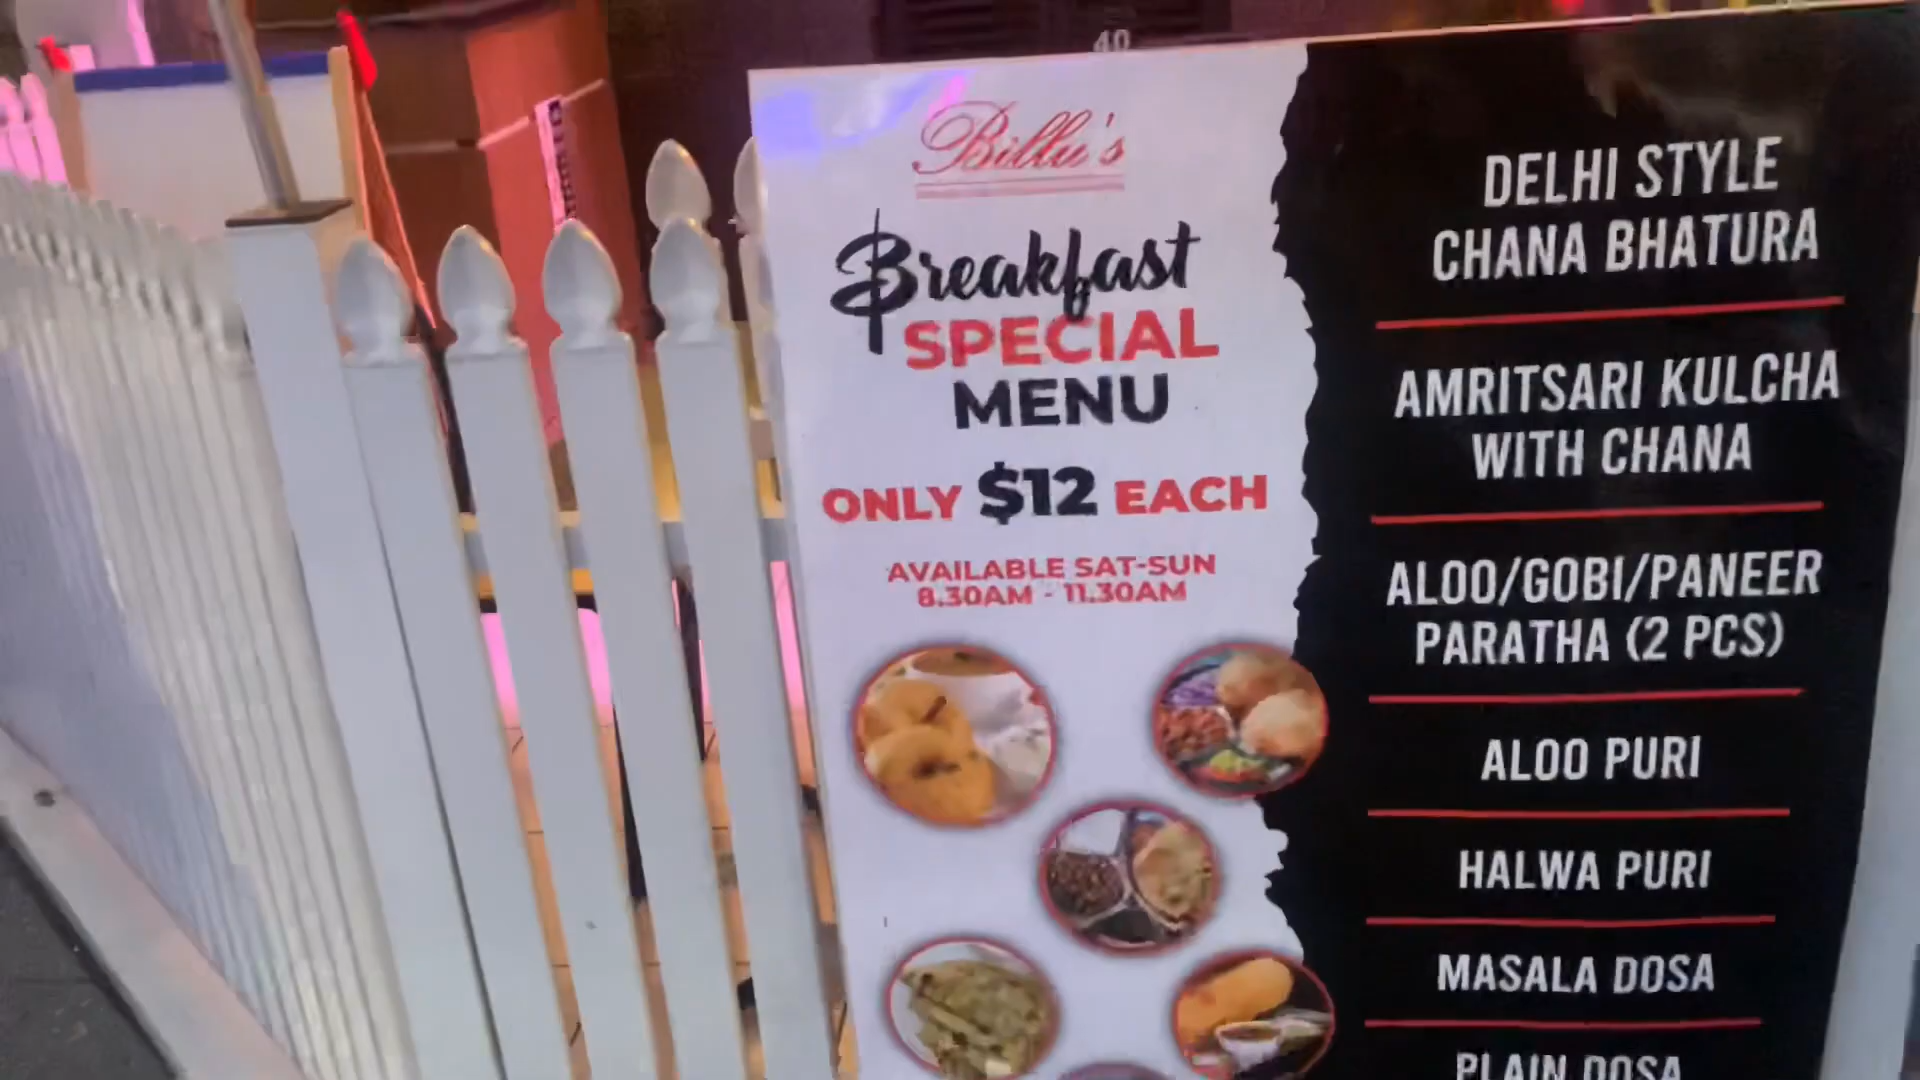 40
Billu's
Breakfast
SPECIAL
MENU
ONLY $12 EACH
AVAILABLE SAT-SUN
8.30AM - 11.30AM
DELHI STYLE
CHANA BHATURA
AMRITSARI KULCHA
WITH CHANA
ALOO/GOBI/PANEER
PARATHA (2 PCS)
ALOO PURI
HALWA PURI
MASALA DOSA
PLAIN DOSA